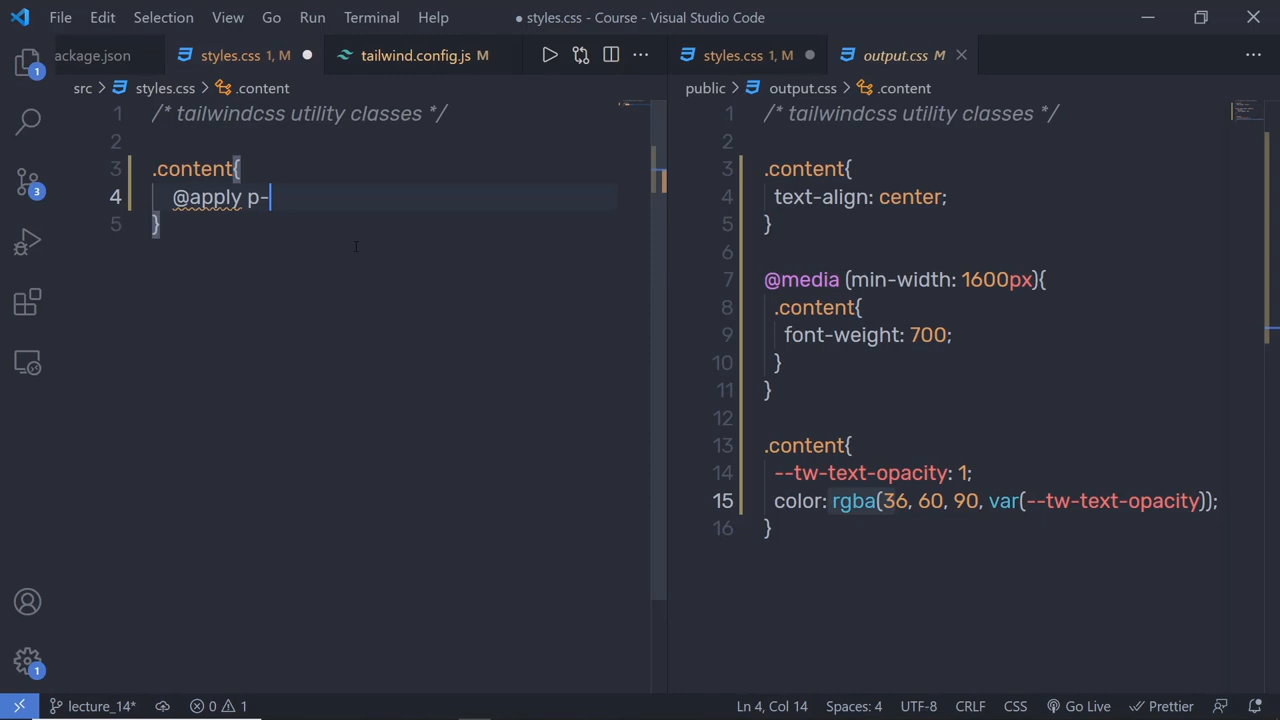 File Edit Selection View Go Run Terminal Help
● styles.css - Course - Visual Studio Code
ackage.json styles.css 1, M tailwind.config.js M
styles.css 1, M output.css M
src > styles.css > .content
public > output.css > .content
1 /* tailwindcss utility classes */
2
3 .content{
4 @apply p-
5 }
1 /* tailwindcss utility classes */
2
3 .content{
4 text-align: center;
5 }
6
7 @media (min-width: 1600px){
8 .content{
9 font-weight: 700;
10 }
11 }
12
13 .content{
14 --tw-text-opacity: 1;
15 color: rgba(36, 60, 90, var(--tw-text-opacity));
16 }
1
3
1
lecture_14* 0 1 Ln 4, Col 14 Spaces: 4 UTF-8 CRLF CSS Go Live Prettier